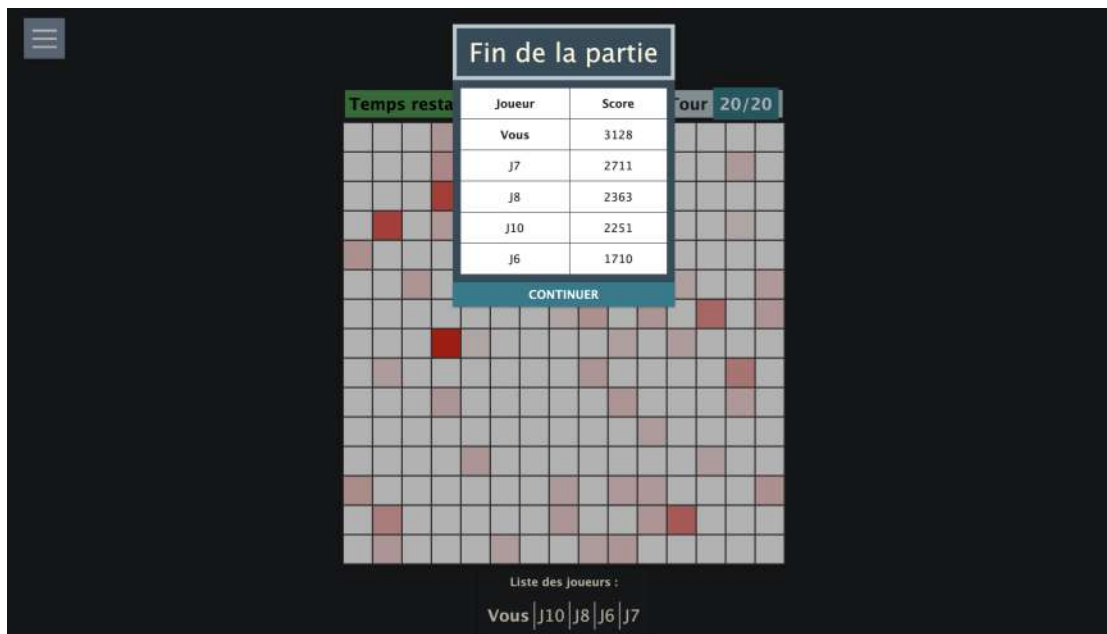 Fin de la partie
Temps resta
Tour 20/20
Joueur Score
Vous 3128
J7 2711
J8 2363
J10 2251
J6 1710
CONTINUER
Liste des joueurs :
Vous|J10|J8|J6|J7